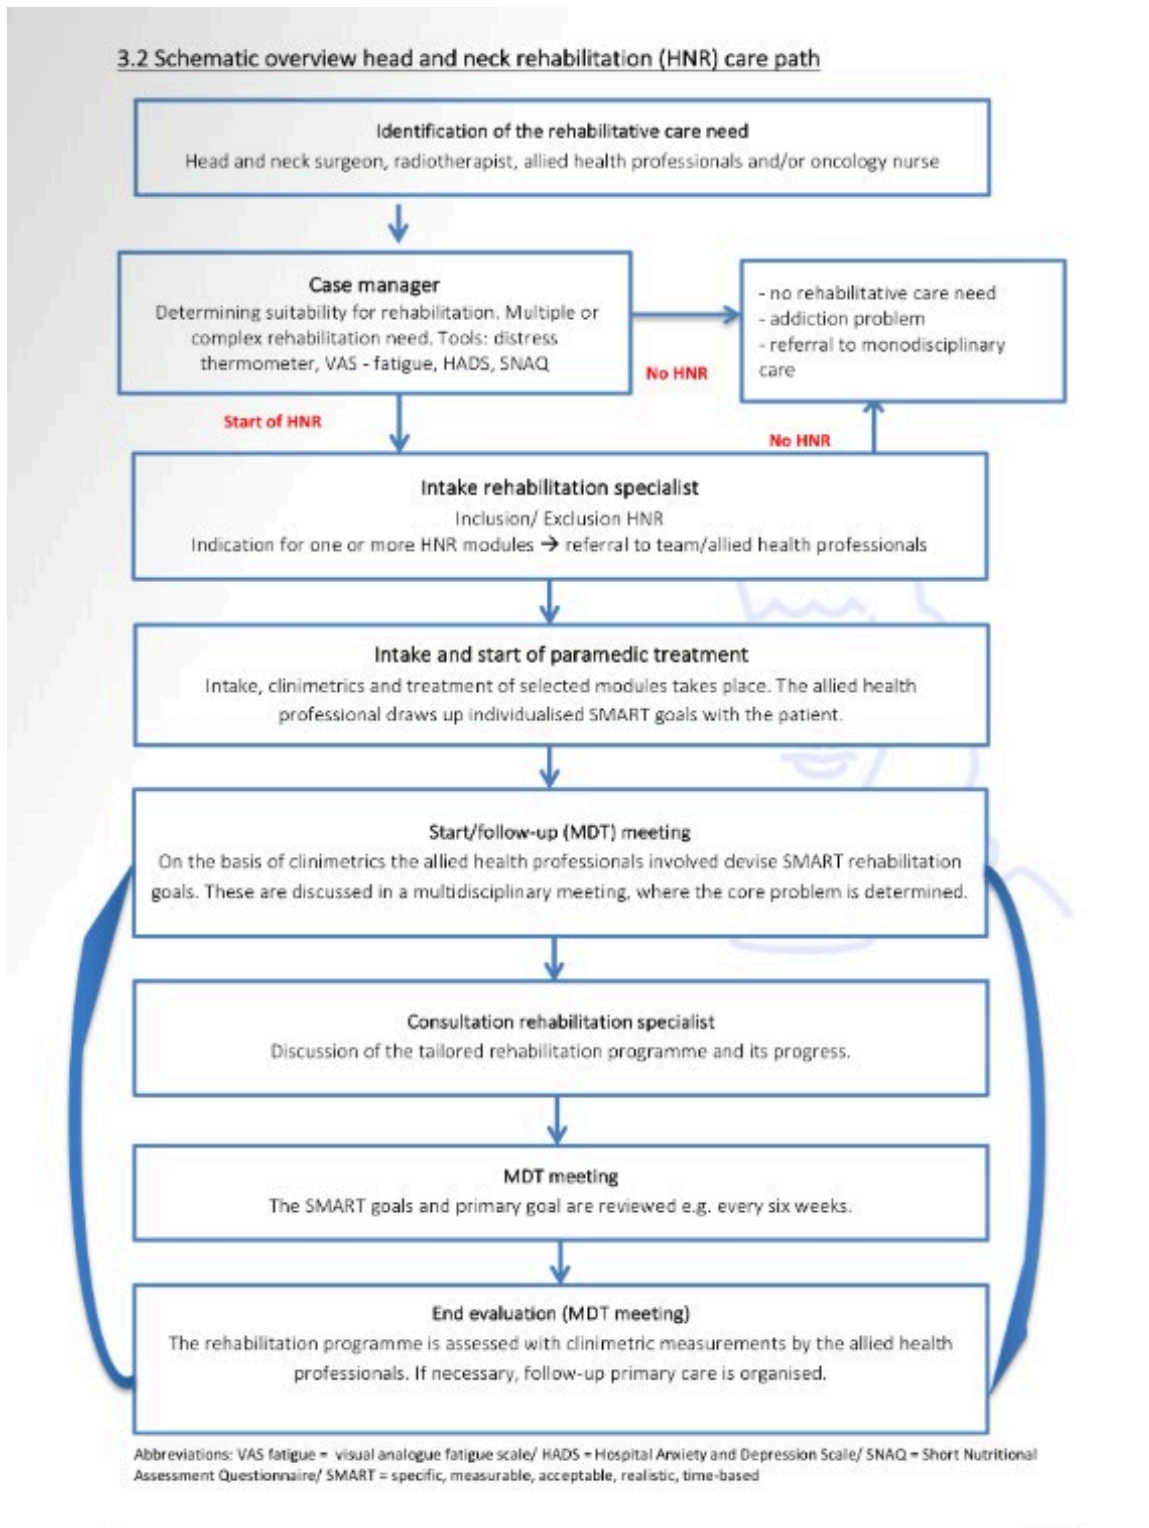 3.2 Schematic overview head and neck rehabilitation (HNR) care path
Identification of the rehabilitative care need
Head and neck surgeon, radiotherapist, allied health professionals and/or oncology nurse
Case manager
Determining suitability for rehabilitation. Multiple or
complex rehabilitation need. Tools: distress
thermometer, VAS - fatigue, HADS, SNAQ
- no rehabilitative care need
- addiction problem
- referral to monodisciplinary
care
No HNR
Start of HNR
No HNR
Intake rehabilitation specialist
Inclusion/ Exclusion HNR
Indication for one or more HNR modules → referral to team/allied health professionals
Intake and start of paramedic treatment
Intake, clinimetrics and treatment of selected modules takes place. The allied health
professional draws up individualised SMART goals with the patient.
Start/follow-up (MDT) meeting
On the basis of clinimetrics the allied health professionals involved devise SMART rehabilitation
goals. These are discussed in a multidisciplinary meeting, where the core problem is determined.
Consultation rehabilitation specialist
Discussion of the tailored rehabilitation programme and its progress.
MDT meeting
The SMART goals and primary goal are reviewed e.g. every six weeks.
End evaluation (MDT meeting)
The rehabilitation programme is assessed with clinimetric measurements by the allied health
professionals. If necessary, follow-up primary care is organised.
Abbreviations: VAS fatigue = visual analogue fatigue scale/ HADS = Hospital Anxiety and Depression Scale/ SNAQ = Short Nutritional
Assessment Questionnaire/ SMART = specific, measurable, acceptable, realistic, time-based